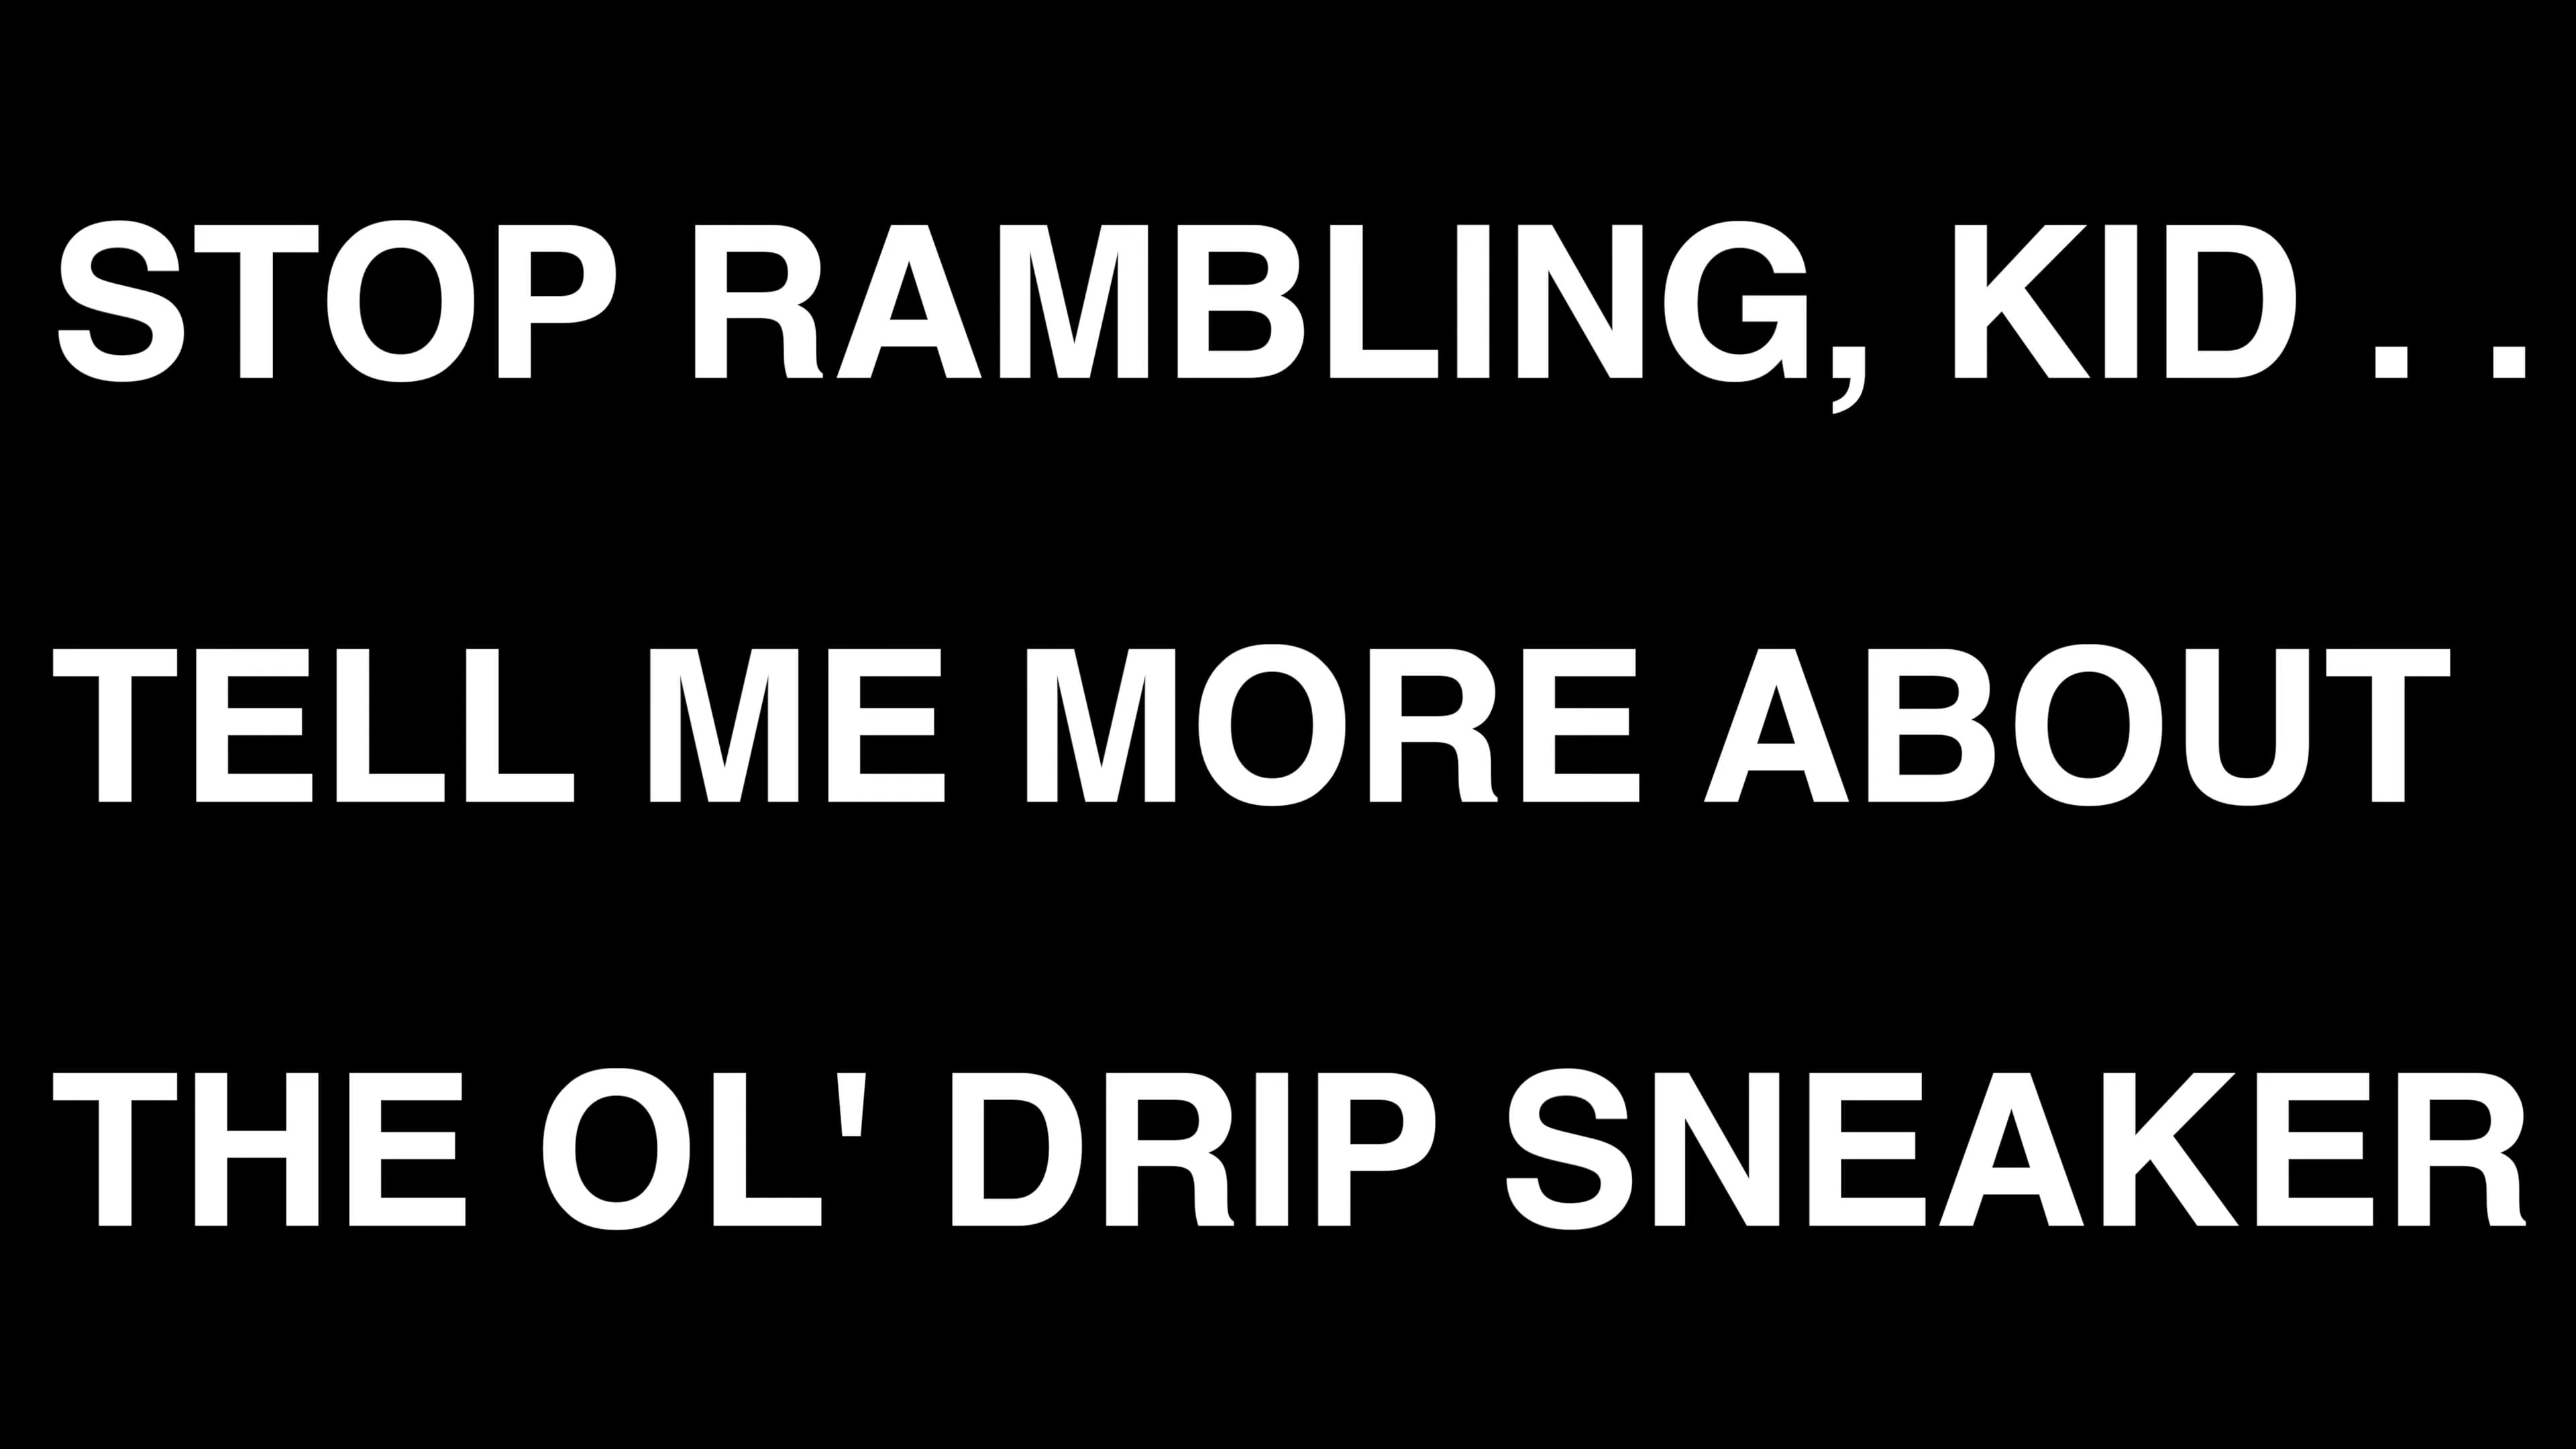 STOP RAMBLING, KID . .
TELL ME MORE ABOUT
THE OL' DRIP SNEAKER